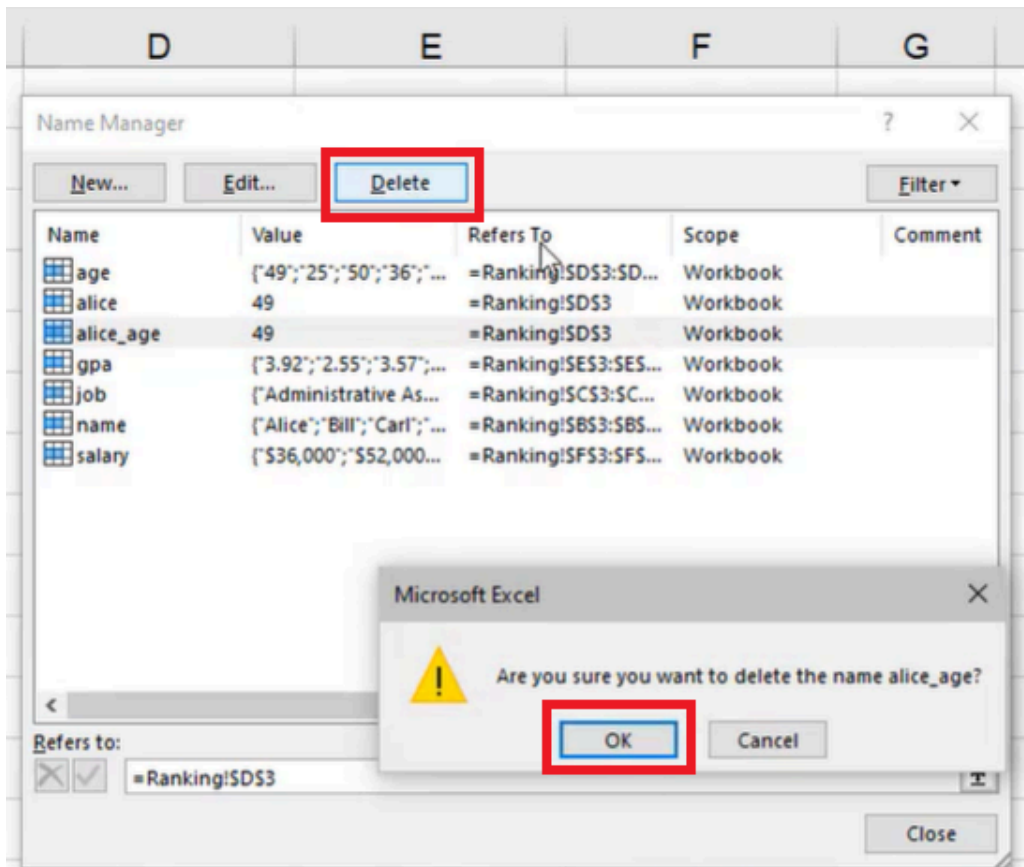 D E F G
Name Manager ?
New... Edit... Delete Filter
Name Value Refers To Scope Comment
age {"49";"25";"50";"36";"... =Ranking!$D$3:$D... Workbook
alice 49 =Ranking!$D$3 Workbook
alice_age 49 =Ranking!$D$3 Workbook
gpa {"3.92";"2.55";"3.57";... =Ranking!$E$3:$E$... Workbook
job {"Administrative As... =Ranking!$C$3:$C... Workbook
name {"Alice";"Bill";"Carl";"... =Ranking!$B$3:$B$... Workbook
salary {"$36,000";"$52,000... =Ranking!$F$3:$F$... Workbook
Microsoft Excel
Are you sure you want to delete the name alice_age?
OK Cancel
Refers to:
=Ranking!$D$3
Close